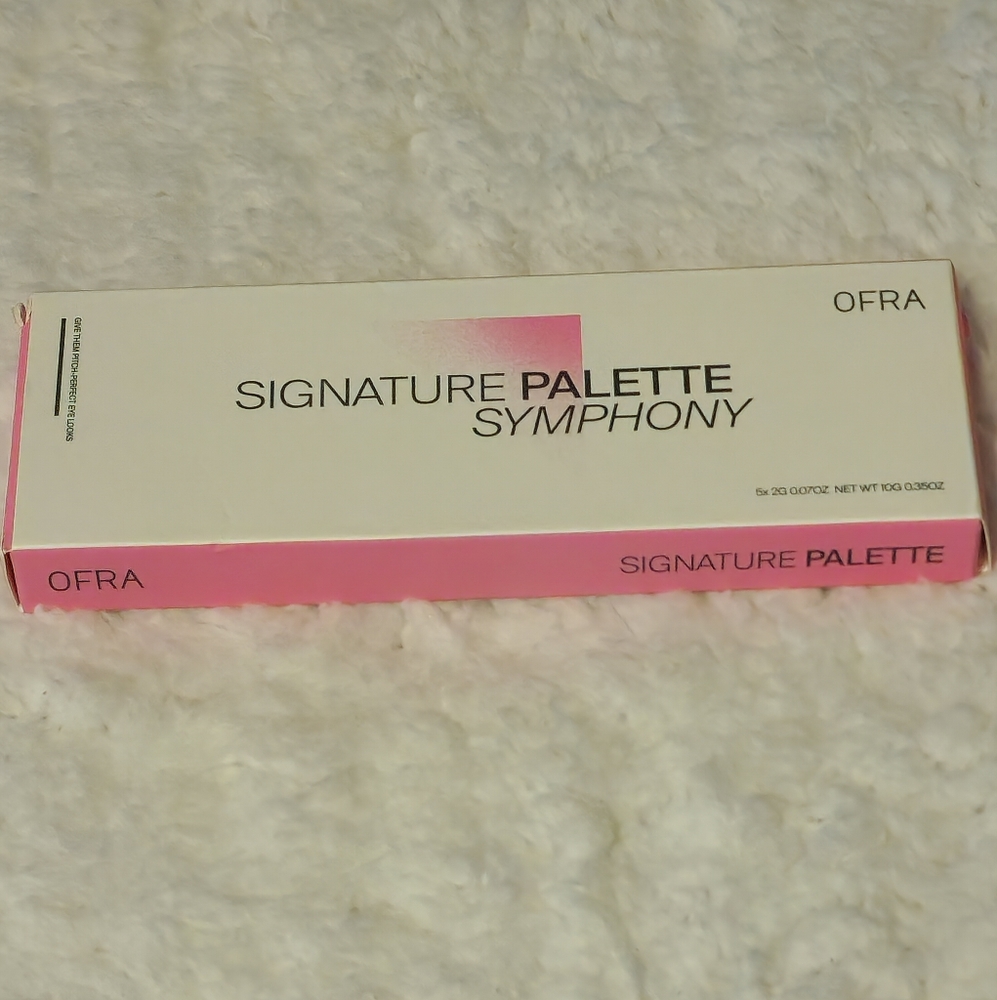 OFRA
GIVE THEM PITCH-PERFECT EYE LOOKS
SIGNATURE PALETTE
SYMPHONY
5x 2G 0.07OZ NET WT 10G 0.35OZ
OFRA
SIGNATURE PALETTE